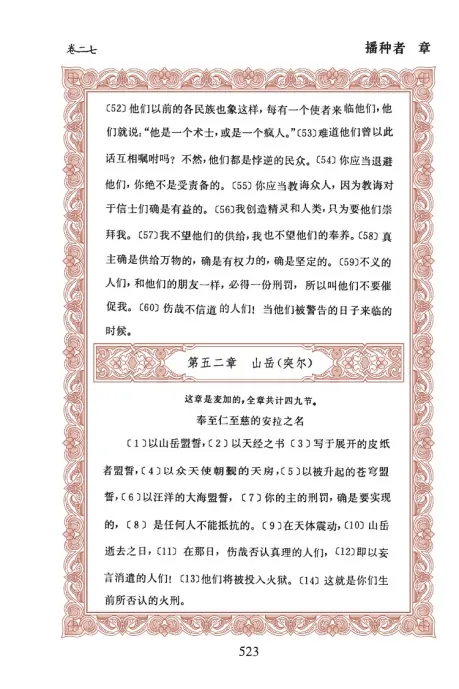 卷二七
播种者 章
〔52〕他们以前的各民族也象这样，每有一个使者来临他们，他
们就说：“他是一个术士，或是一个疯人。”〔53〕难道他们曾以此
话互相嘱咐吗？不然，他们都是悖逆的民众。〔54〕你应当退避
他们，你绝不是受责备的。〔55〕你应当教诲众人，因为教诲对
于信士们确是有益的。〔56〕我创造精灵和人类，只为要他们崇
拜我。〔57〕我不望他们的供给，我也不望他们的奉养。〔58〕真
主确是供给万物的，确是有权力的，确是坚定的。〔59〕不义的
人们，和他们的朋友一样，必得一份刑罚，所以叫他们不要催
促我。〔60〕伤哉不信道的人们！当他们被警告的日子来临的
时候。
第五二章 山岳（突尔）
这章是麦加的，全章共计四九节。
奉至仁至慈的安拉之名
〔1〕以山岳盟誓，〔2〕以天经之书〔3〕写于展开的皮纸
者盟誓，〔4〕以众天使朝觐的天房，〔5〕以被升起的苍穹盟
誓，〔6〕以汪洋的大海盟誓，〔7〕你的主的刑罚，确是要实现
的，〔8〕是任何人不能抵抗的。〔9〕在天体震动，〔10〕山岳
逝去之日，〔11〕在那日，伤哉否认真理的人们，〔12〕即以妄
言消遣的人们！〔13〕他们将被投入火狱。〔14〕这就是你们生
前所否认的火刑。
523